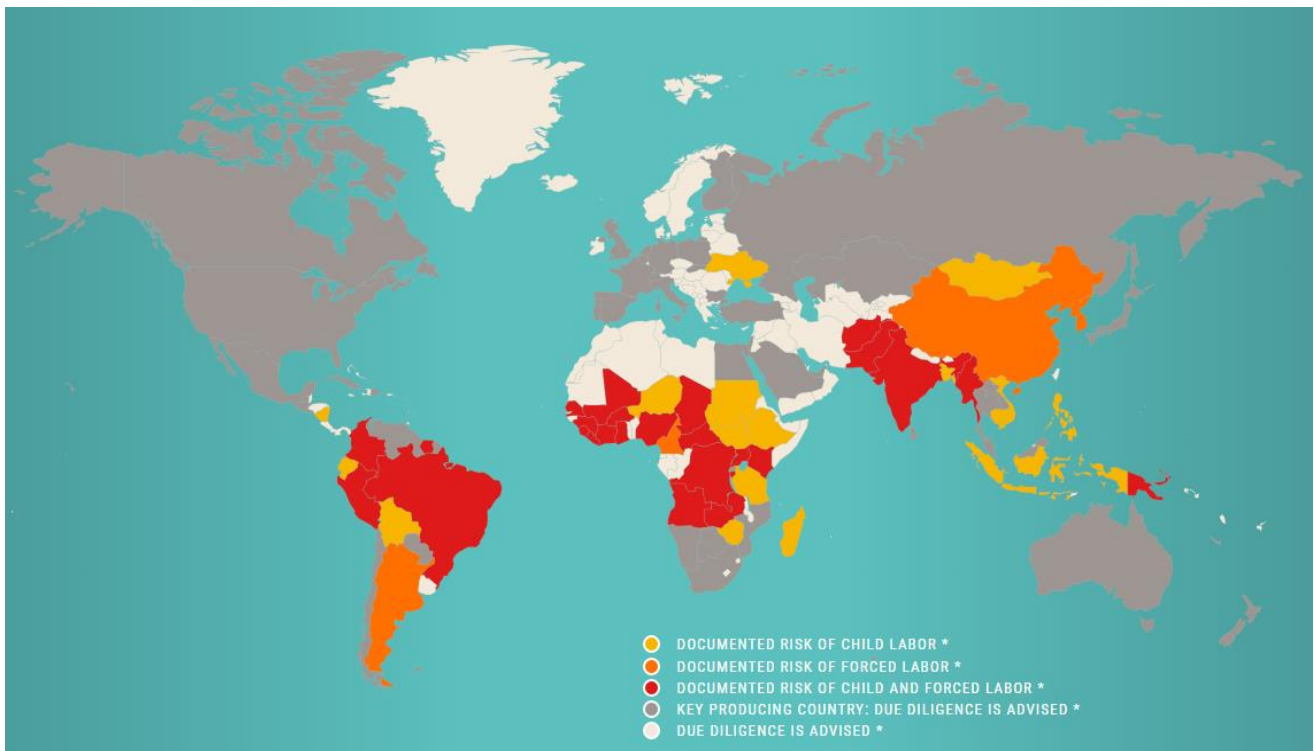 DOCUMENTED RISK OF CHILD LABOR *
DOCUMENTED RISK OF FORCED LABOR *
DOCUMENTED RISK OF CHILD AND FORCED LABOR *
KEY PRODUCING COUNTRY: DUE DILIGENCE IS ADVISED *
DUE DILIGENCE IS ADVISED *